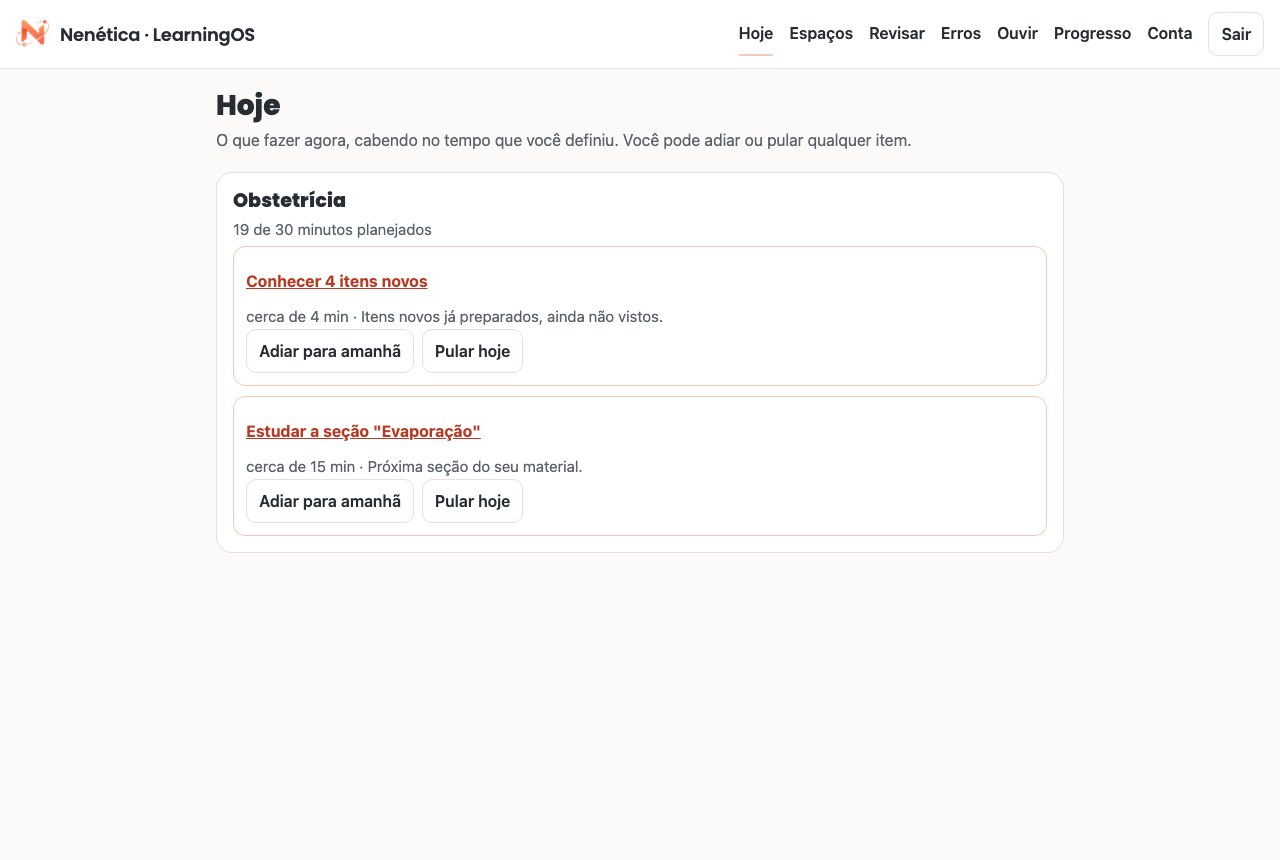 Nenética · LearningOS
Hoje Espaços Revisar Erros Ouvir Progresso Conta Sair
Hoje
O que fazer agora, cabendo no tempo que você definiu. Você pode adiar ou pular qualquer item.
Obstetrícia
19 de 30 minutos planejados
Conhecer 4 itens novos
cerca de 4 min · Itens novos já preparados, ainda não vistos.
Adiar para amanhã Pular hoje
Estudar a seção "Evaporação"
cerca de 15 min · Próxima seção do seu material.
Adiar para amanhã Pular hoje